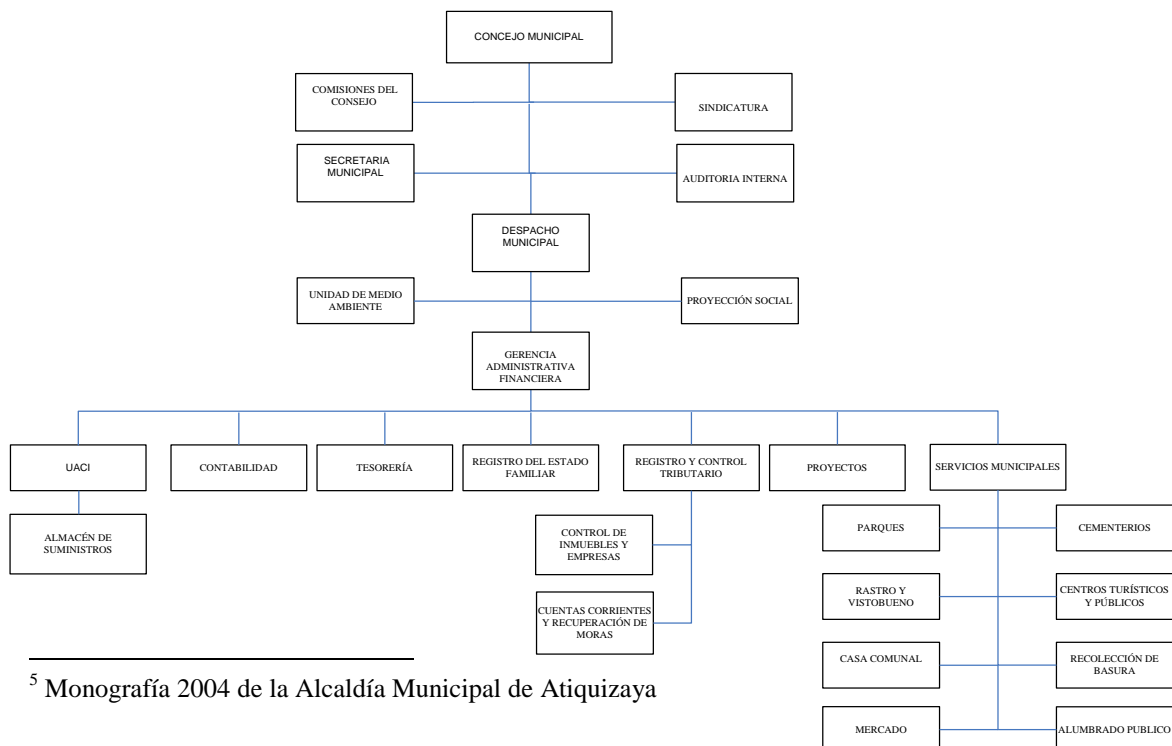 CONCEJO MUNICIPAL
COMISIONES DEL
CONSEJO
SINDICATURA
SECRETARIA
MUNICIPAL
AUDITORIA INTERNA
DESPACHO
MUNICIPAL
UNIDAD DE MEDIO
AMBIENTE
PROYECCIÓN SOCIAL
GERENCIA
ADMINISTRATIVA
FINANCIERA
UACI
CONTABILIDAD
TESORERÍA
REGISTRO DEL ESTADO
FAMILIAR
REGISTRO Y CONTROL
TRIBUTARIO
PROYECTOS
SERVICIOS MUNICIPALES
ALMACÉN DE
SUMINISTROS
CONTROL DE
INMUEBLES Y
EMPRESAS
CUENTAS CORRIENTES
Y RECUPERACIÓN DE
MORAS
PARQUES
CEMENTERIOS
RASTRO Y
VISTOBUENO
CENTROS TURÍSTICOS
Y PÚBLICOS
CASA COMUNAL
RECOLECCIÓN DE
BASURA
MERCADO
ALUMBRADO PUBLICO
5 Monografía 2004 de la Alcaldía Municipal de Atiquizaya